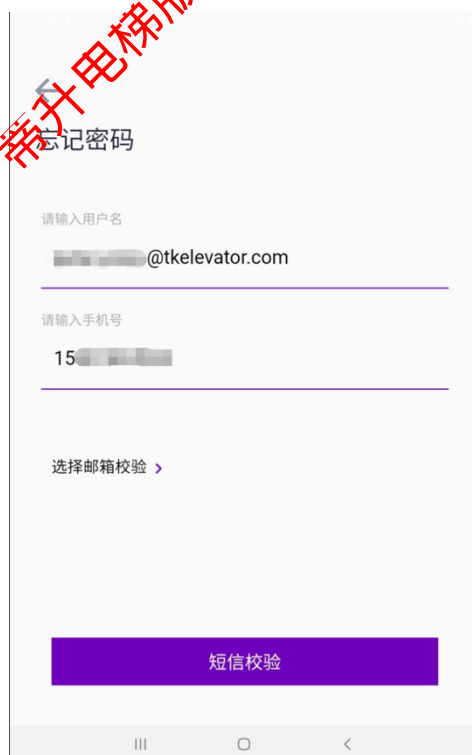 蒂升电梯版
忘记密码
请输入用户名
@tkelevator.com
请输入手机号
15
选择邮箱校验 >
短信校验